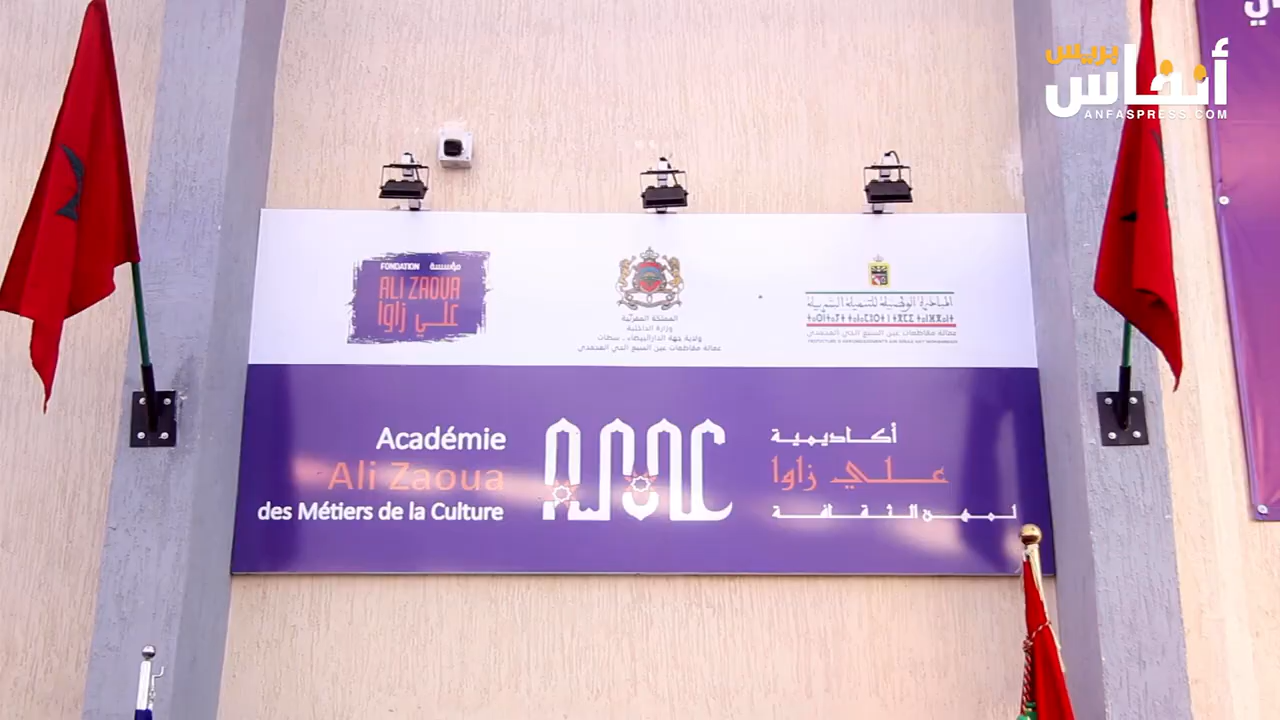 بريس
أنفاس
ANFASPRESS.COM
FONDATION مؤسسة
ALI ZAOUA
علي زاوا
المملكة المغربية
وزارة الداخلية
ولاية جهة الدارالبيضاء . سطات
عمالة مقاطعات عين السبع الحي المحمدي
المبادرة الوطنية للتنمية البشرية
عمالة مقاطعات عين السبع الحي المحمدي
Académie
Ali Zaoua
des Métiers de la Culture
أكاديمية
علي زاوا
لمهن الثقافة